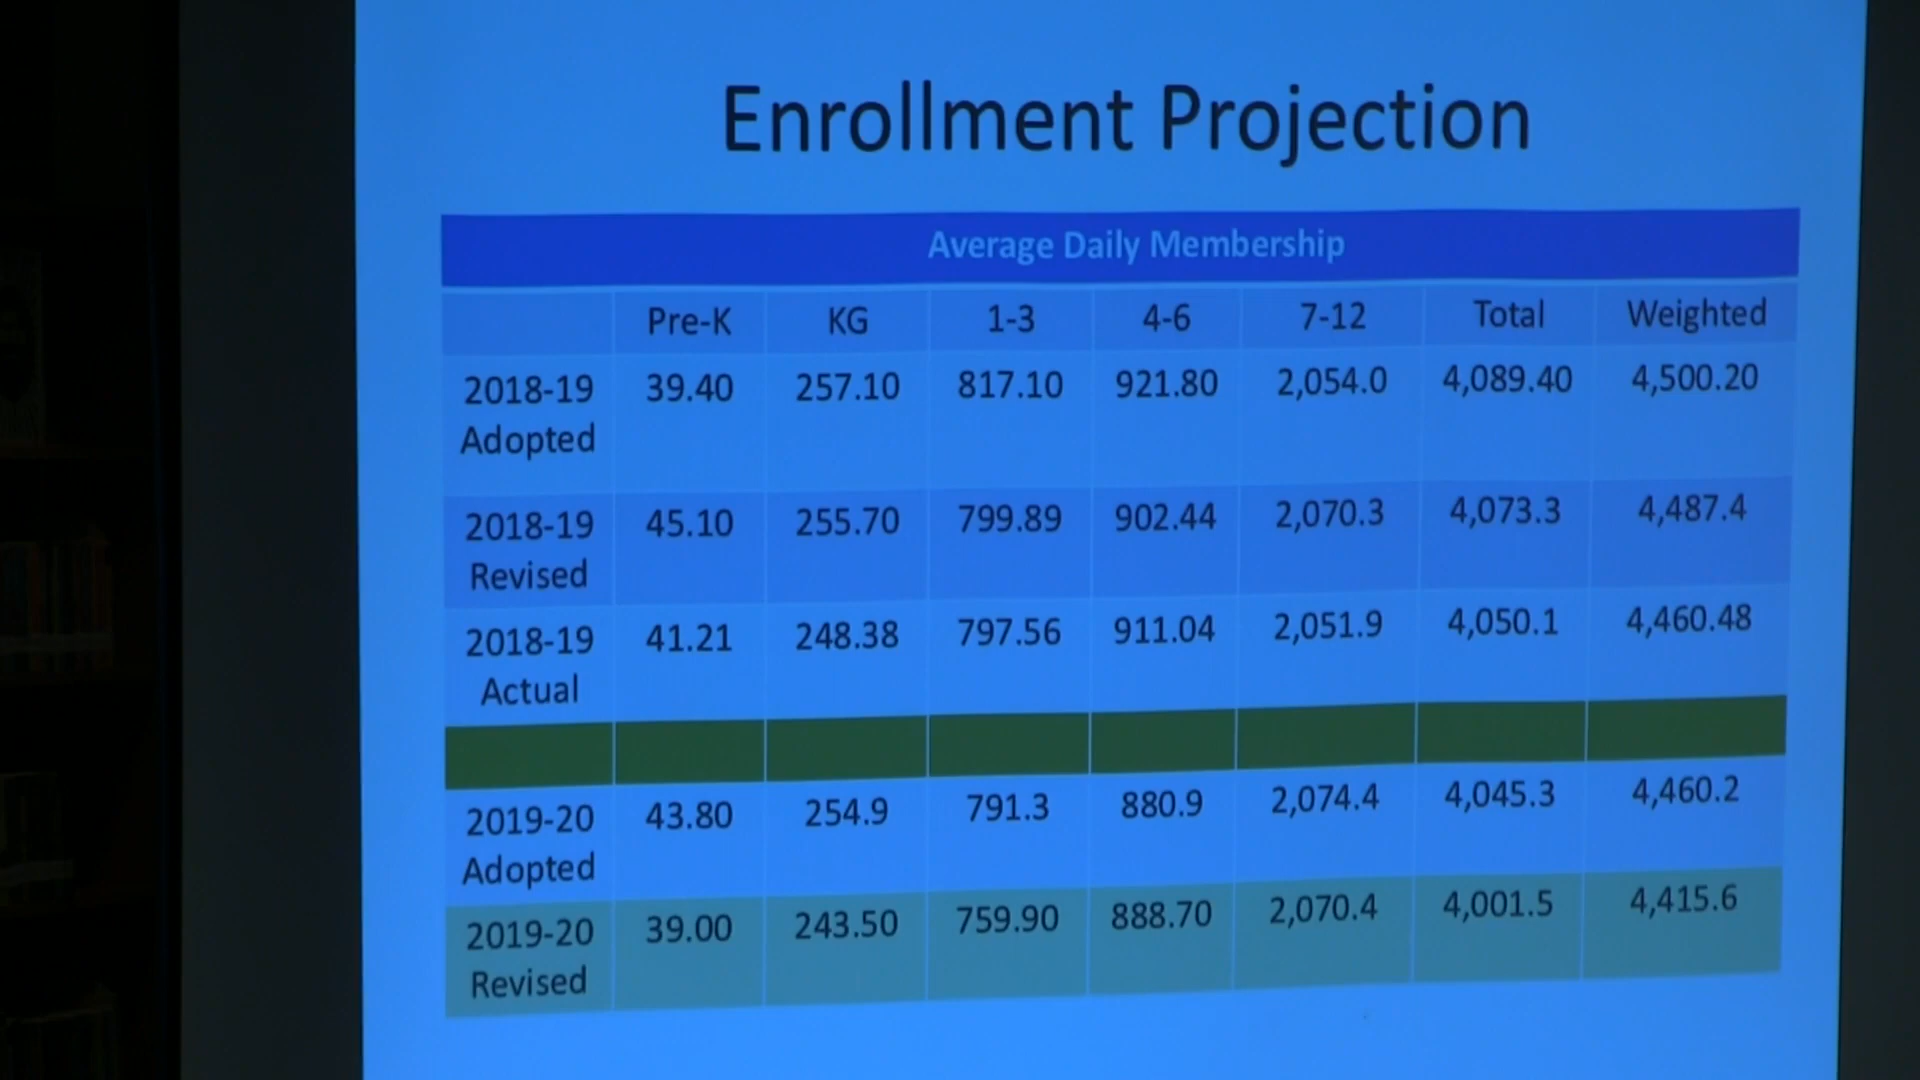 Enrollment Projection
Average Daily Membership
Pre-K KG 1-3 4-6 7-12 Total Weighted
2018-19 Adopted 39.40 257.10 817.10 921.80 2,054.0 4,089.40 4,500.20
2018-19 Revised 45.10 255.70 799.89 902.44 2,070.3 4,073.3 4,487.4
2018-19 Actual 41.21 248.38 797.56 911.04 2,051.9 4,050.1 4,460.48
2019-20 Adopted 43.80 254.9 791.3 880.9 2,074.4 4,045.3 4,460.2
2019-20 Revised 39.00 243.50 759.90 888.70 2,070.4 4,001.5 4,415.6